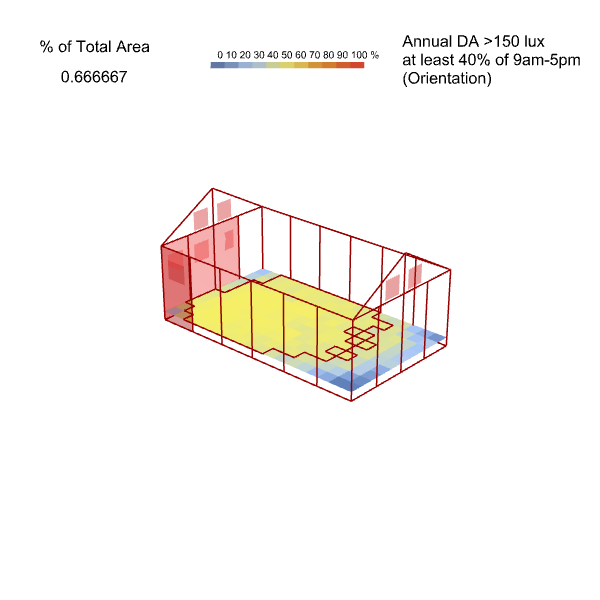 % of Total Area
0.666667
0 10 20 30 40 50 60 70 80 90 100 %
Annual DA >150 lux
at least 40% of 9am-5pm
(Orientation)